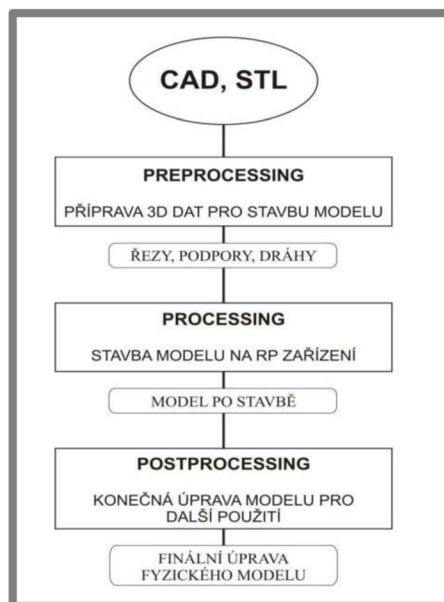 CAD, STL
PREPROCESSING
PŘÍPRAVA 3D DAT PRO STAVBU MODELU
ŘEZY, PODPORY, DRÁHY
PROCESSING
STAVBA MODELU NA RP ZAŘÍZENÍ
MODEL PO STAVBĚ
POSTPROCESSING
KONEČNÁ ÚPRAVA MODELU PRO
DALŠÍ POUŽITÍ
FINÁLNÍ ÚPRAVA
FYZICKÉHO MODELU